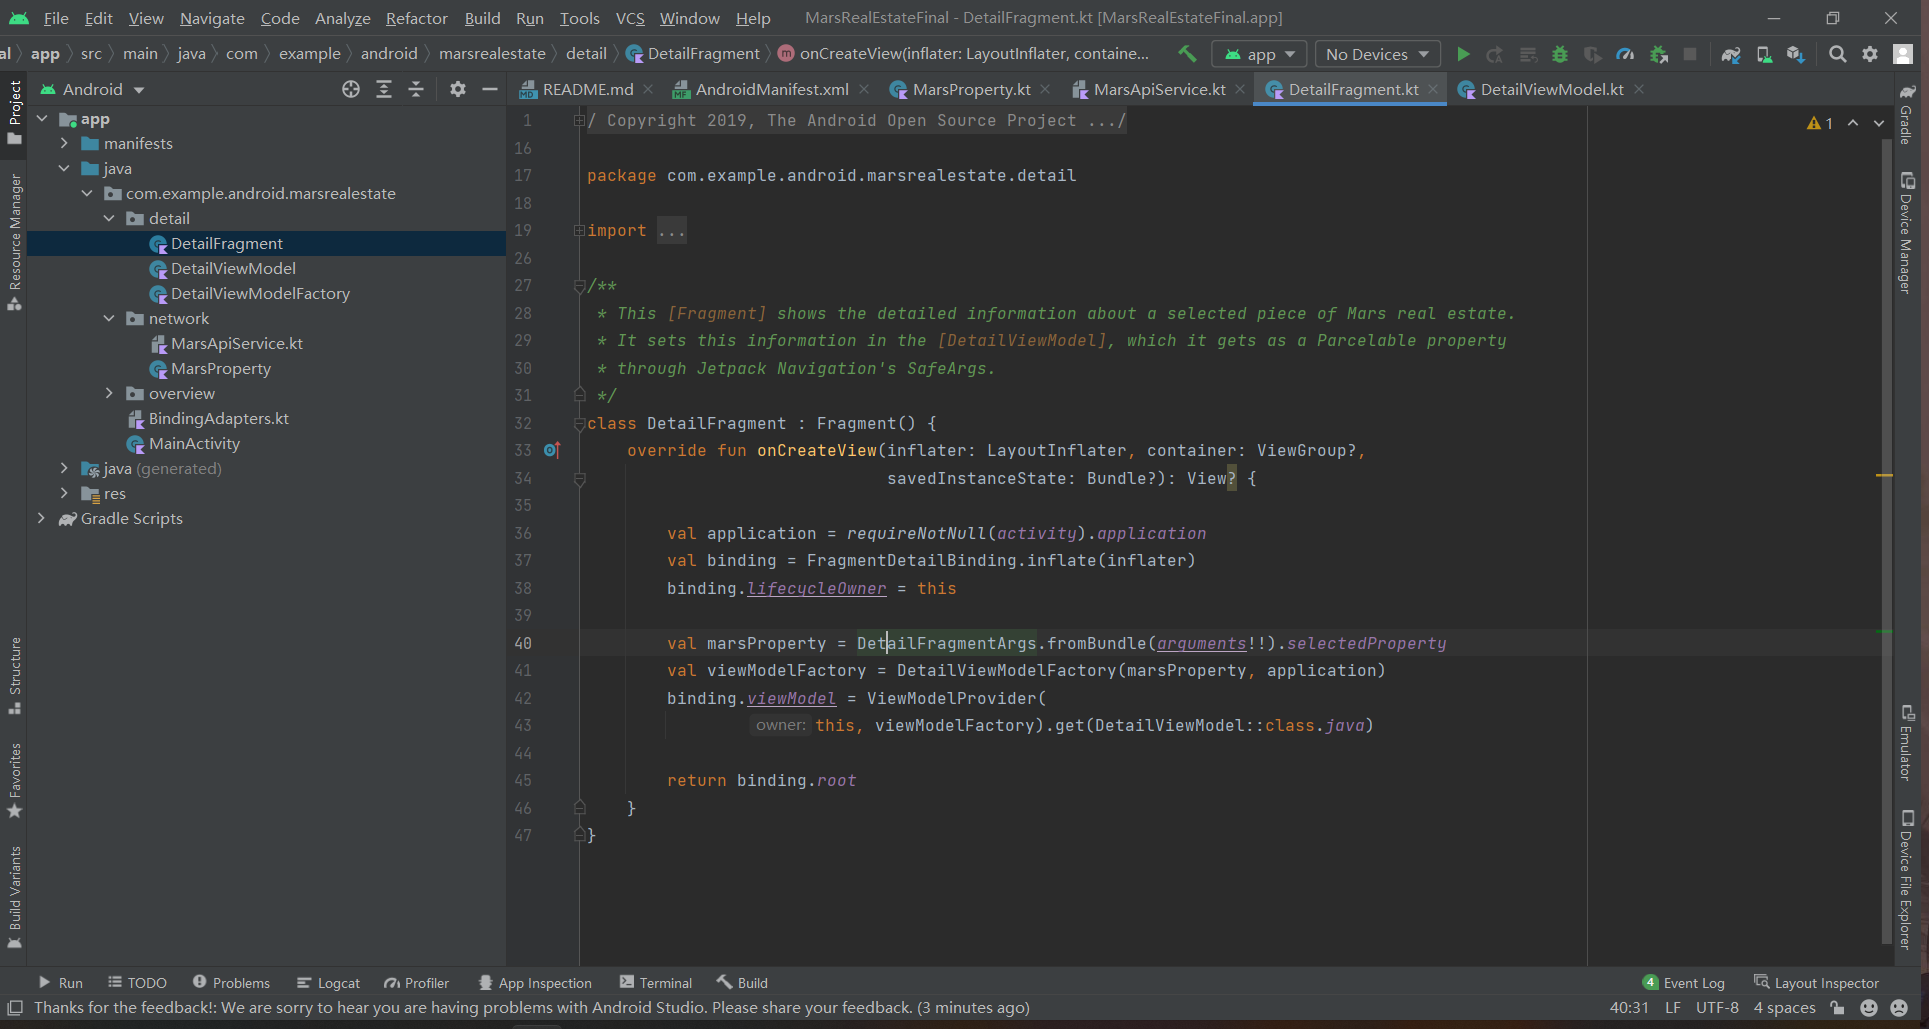 File Edit View Navigate Code Analyze Refactor Build Run Tools VCS Window Help MarsRealEstateFinal - DetailFragment.kt [MarsRealEstateFinal.app]
al app src main java com example android marsrealestate detail DetailFragment m onCreateView(inflater: LayoutInflater, containe... app No Devices
Project
Resource Manager
Structure
Favorites
Build Variants
Android
app
manifests
java
com.example.android.marsrealestate
detail
DetailFragment
DetailViewModel
DetailViewModelFactory
network
MarsApiService.kt
MarsProperty
overview
BindingAdapters.kt
MainActivity
java (generated)
res
Gradle Scripts
README.md AndroidManifest.xml MarsProperty.kt MarsApiService.kt DetailFragment.kt DetailViewModel.kt
1 / Copyright 2019, The Android Open Source Project .../
1
16
17 package com.example.android.marsrealestate.detail
18
19 import ...
26
27 /**
28 * This [Fragment] shows the detailed information about a selected piece of Mars real estate.
29 * It sets this information in the [DetailViewModel], which it gets as a Parcelable property
30 * through Jetpack Navigation's SafeArgs.
31 */
32 class DetailFragment : Fragment() {
33 override fun onCreateView(inflater: LayoutInflater, container: ViewGroup?,
34 savedInstanceState: Bundle?): View? {
35
36 val application = requireNotNull(activity).application
37 val binding = FragmentDetailBinding.inflate(inflater)
38 binding.lifecycleOwner = this
39
40 val marsProperty = DetailFragmentArgs.fromBundle(arguments!!).selectedProperty
41 val viewModelFactory = DetailViewModelFactory(marsProperty, application)
42 binding.viewModel = ViewModelProvider(
43 owner: this, viewModelFactory).get(DetailViewModel::class.java)
44
45 return binding.root
46 }
47 }
Gradle
Device Manager
Emulator
Device File Explorer
Run TODO Problems Logcat Profiler App Inspection Terminal Build 4 Event Log Layout Inspector
Thanks for the feedback!: We are sorry to hear you are having problems with Android Studio. Please share your feedback. (3 minutes ago) 40:31 LF UTF-8 4 spaces